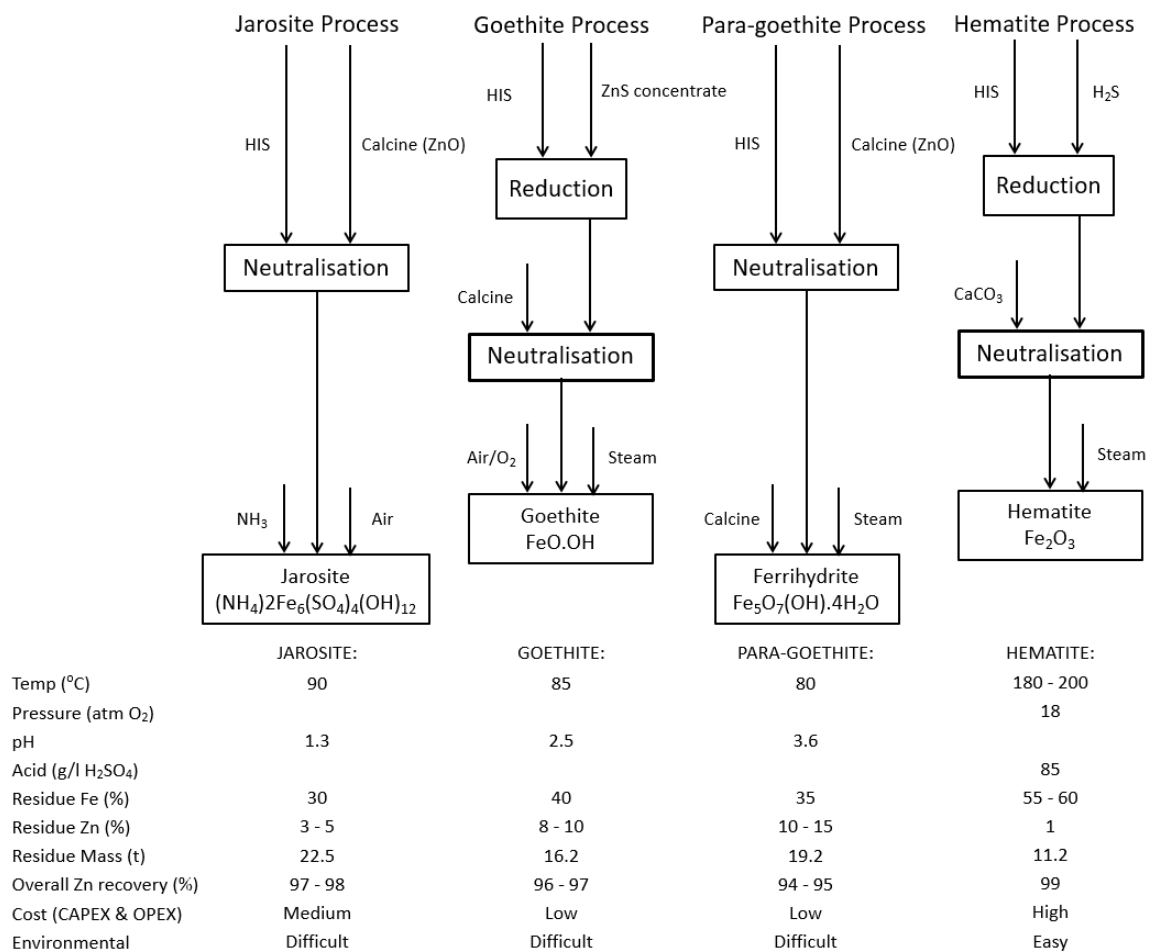 Jarosite Process Goethite Process Para-goethite Process Hematite Process
HIS ZnS concentrate HIS H₂S
HIS Calcine (ZnO) HIS Calcine (ZnO)
Reduction Reduction
Neutralisation Neutralisation
Calcine CaCO₃
Neutralisation Neutralisation
Air/O₂ Steam Steam
NH₃ Air Goethite Calcine Steam Hematite
FeO.OH Fe₂O₃
Jarosite Ferrihydrite
(NH₄)2Fe₆(SO₄)₄(OH)₁₂ Fe₅O₇(OH).4H₂O
JAROSITE: GOETHITE: PARA-GOETHITE: HEMATITE:
Temp (⁰C) 90 85 80 180 - 200
Pressure (atm O₂) 18
pH 1.3 2.5 3.6
Acid (g/l H₂SO₄) 85
Residue Fe (%) 30 40 35 55 - 60
Residue Zn (%) 3 - 5 8 - 10 10 - 15 1
Residue Mass (t) 22.5 16.2 19.2 11.2
Overall Zn recovery (%) 97 - 98 96 - 97 94 - 95 99
Cost (CAPEX & OPEX) Medium Low Low High
Environmental Difficult Difficult Difficult Easy